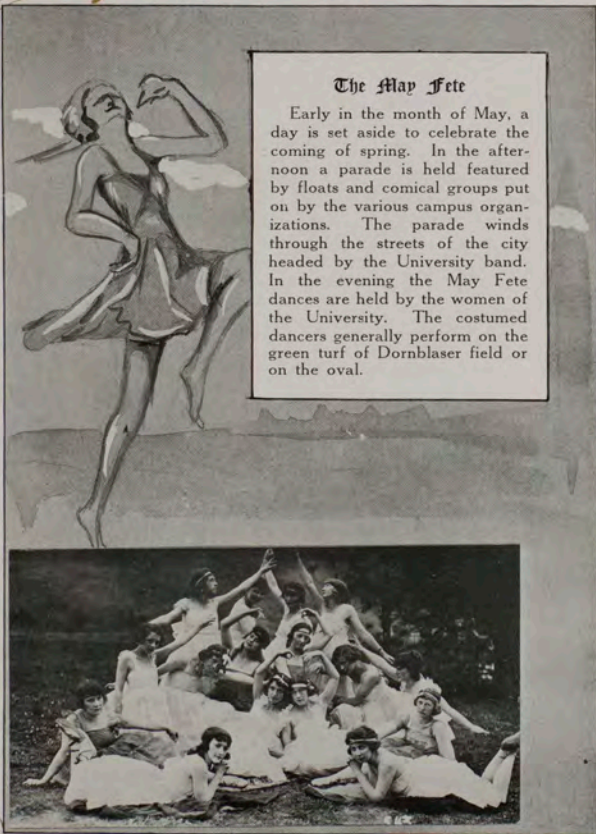 The May Fete
Early in the month of May, a
day is set aside to celebrate the
coming of spring. In the after-
noon a parade is held featured
by floats and comical groups put
on by the various campus organ-
izations. The parade winds
through the streets of the city
headed by the University band.
In the evening the May Fete
dances are held by the women of
the University. The costumed
dancers generally perform on the
green turf of Dornblaser field or
on the oval.